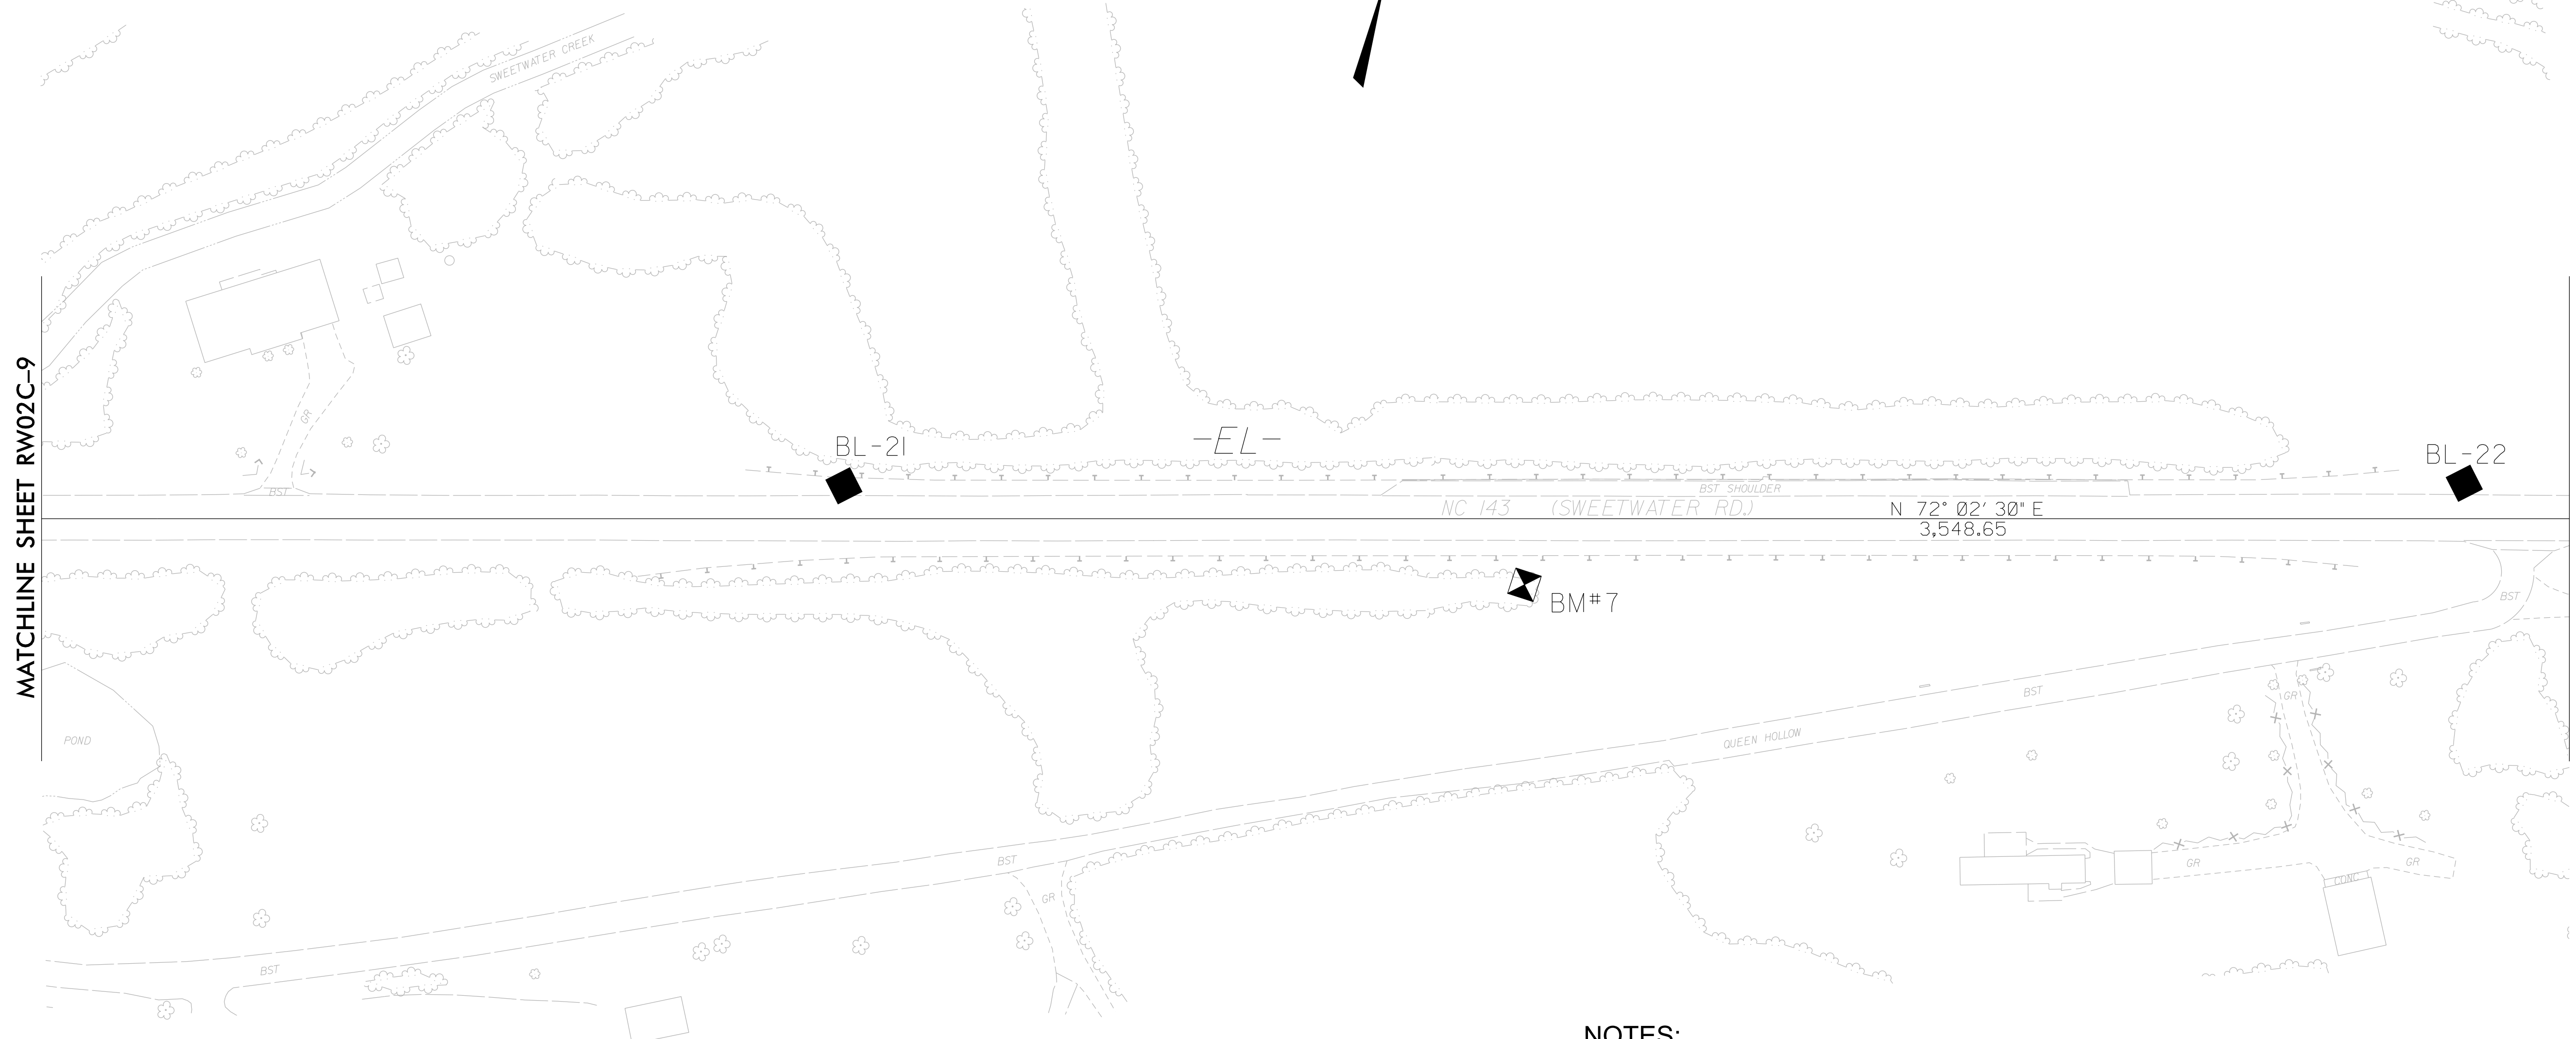 SWEETWATER CREEK
MATCHLINE SHEET RW02C-9
GR
BST
BL-21
-EL-
BL-22
BST SHOULDER
NC 143 (SWEETWATER RD.)
N 72° 02' 30" E
3,548.65
BM#7
BST
GR
BST
POND
QUEEN HOLLOW
BST
GR
GR
CONC
GR
BST
NOTES: